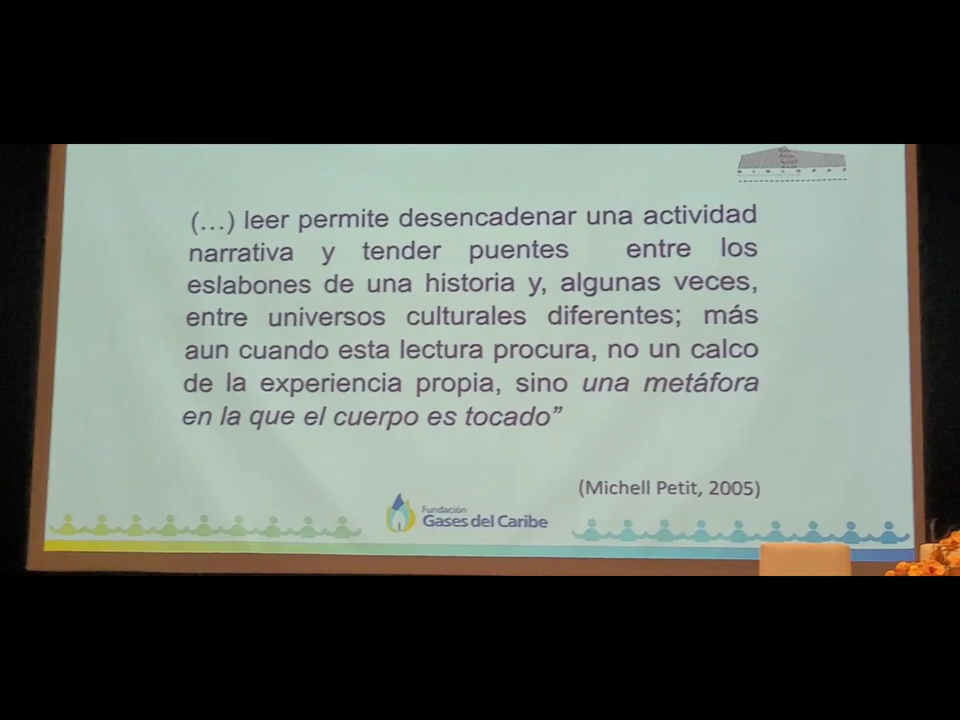 (...) leer permite desencadenar una actividad
narrativa y tender puentes entre los
eslabones de una historia y, algunas veces,
entre universos culturales diferentes; más
aun cuando esta lectura procura, no un calco
de la experiencia propia, sino una metáfora
en la que el cuerpo es tocado”
(Michell Petit, 2005)
Fundación
Gases del Caribe